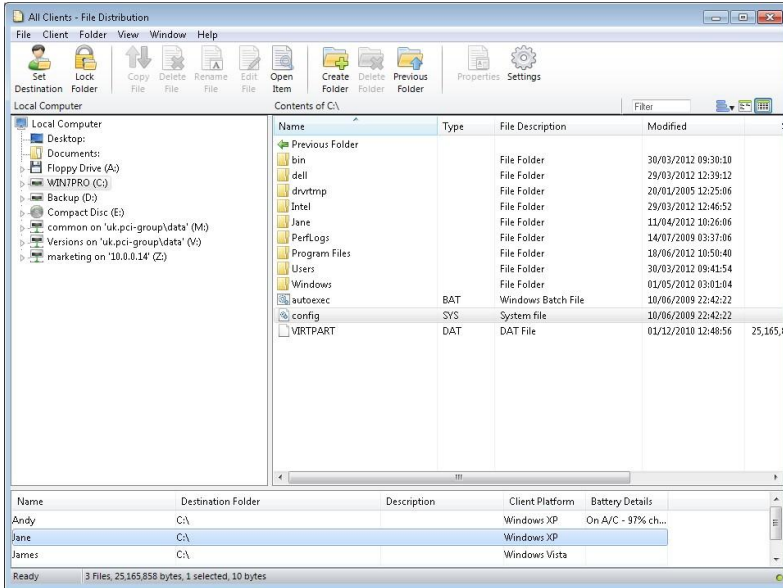 All Clients - File Distribution
File Client Folder View Window Help
Set Destination
Lock Folder
Copy File
Delete File
Rename File
Edit File
Open Item
Create Folder
Delete Folder
Previous Folder
Properties
Settings
Local Computer
Contents of C:\
Filter
Local Computer
Desktop:
Documents:
Floppy Drive (A:)
WIN7PRO (C:)
Backup (D:)
Compact Disc (E:)
common on 'uk.pci-group\data' (M:)
Versions on 'uk.pci-group\data' (V:)
marketing on '10.0.0.14' (Z:)
Name Type File Description Modified S
Previous Folder
bin File Folder 30/03/2012 09:30:10
dell File Folder 29/03/2012 12:39:12
drvrtmp File Folder 20/01/2005 12:25:06
Intel File Folder 29/03/2012 12:46:52
Jane File Folder 11/04/2012 10:26:06
PerfLogs File Folder 14/07/2009 03:37:06
Program Files File Folder 18/06/2012 10:50:40
Users File Folder 30/03/2012 09:41:54
Windows File Folder 01/05/2012 03:01:04
autoexec BAT Windows Batch File 10/06/2009 22:42:22
config SYS System file 10/06/2009 22:42:22
VIRTPART DAT DAT File 01/12/2010 12:48:56 25,165,8
Name Destination Folder Description Client Platform Battery Details
Andy C:\ Windows XP On A/C - 97% ch...
Jane C:\ Windows XP
James C:\ Windows Vista
Ready 3 Files, 25,165,858 bytes, 1 selected, 10 bytes